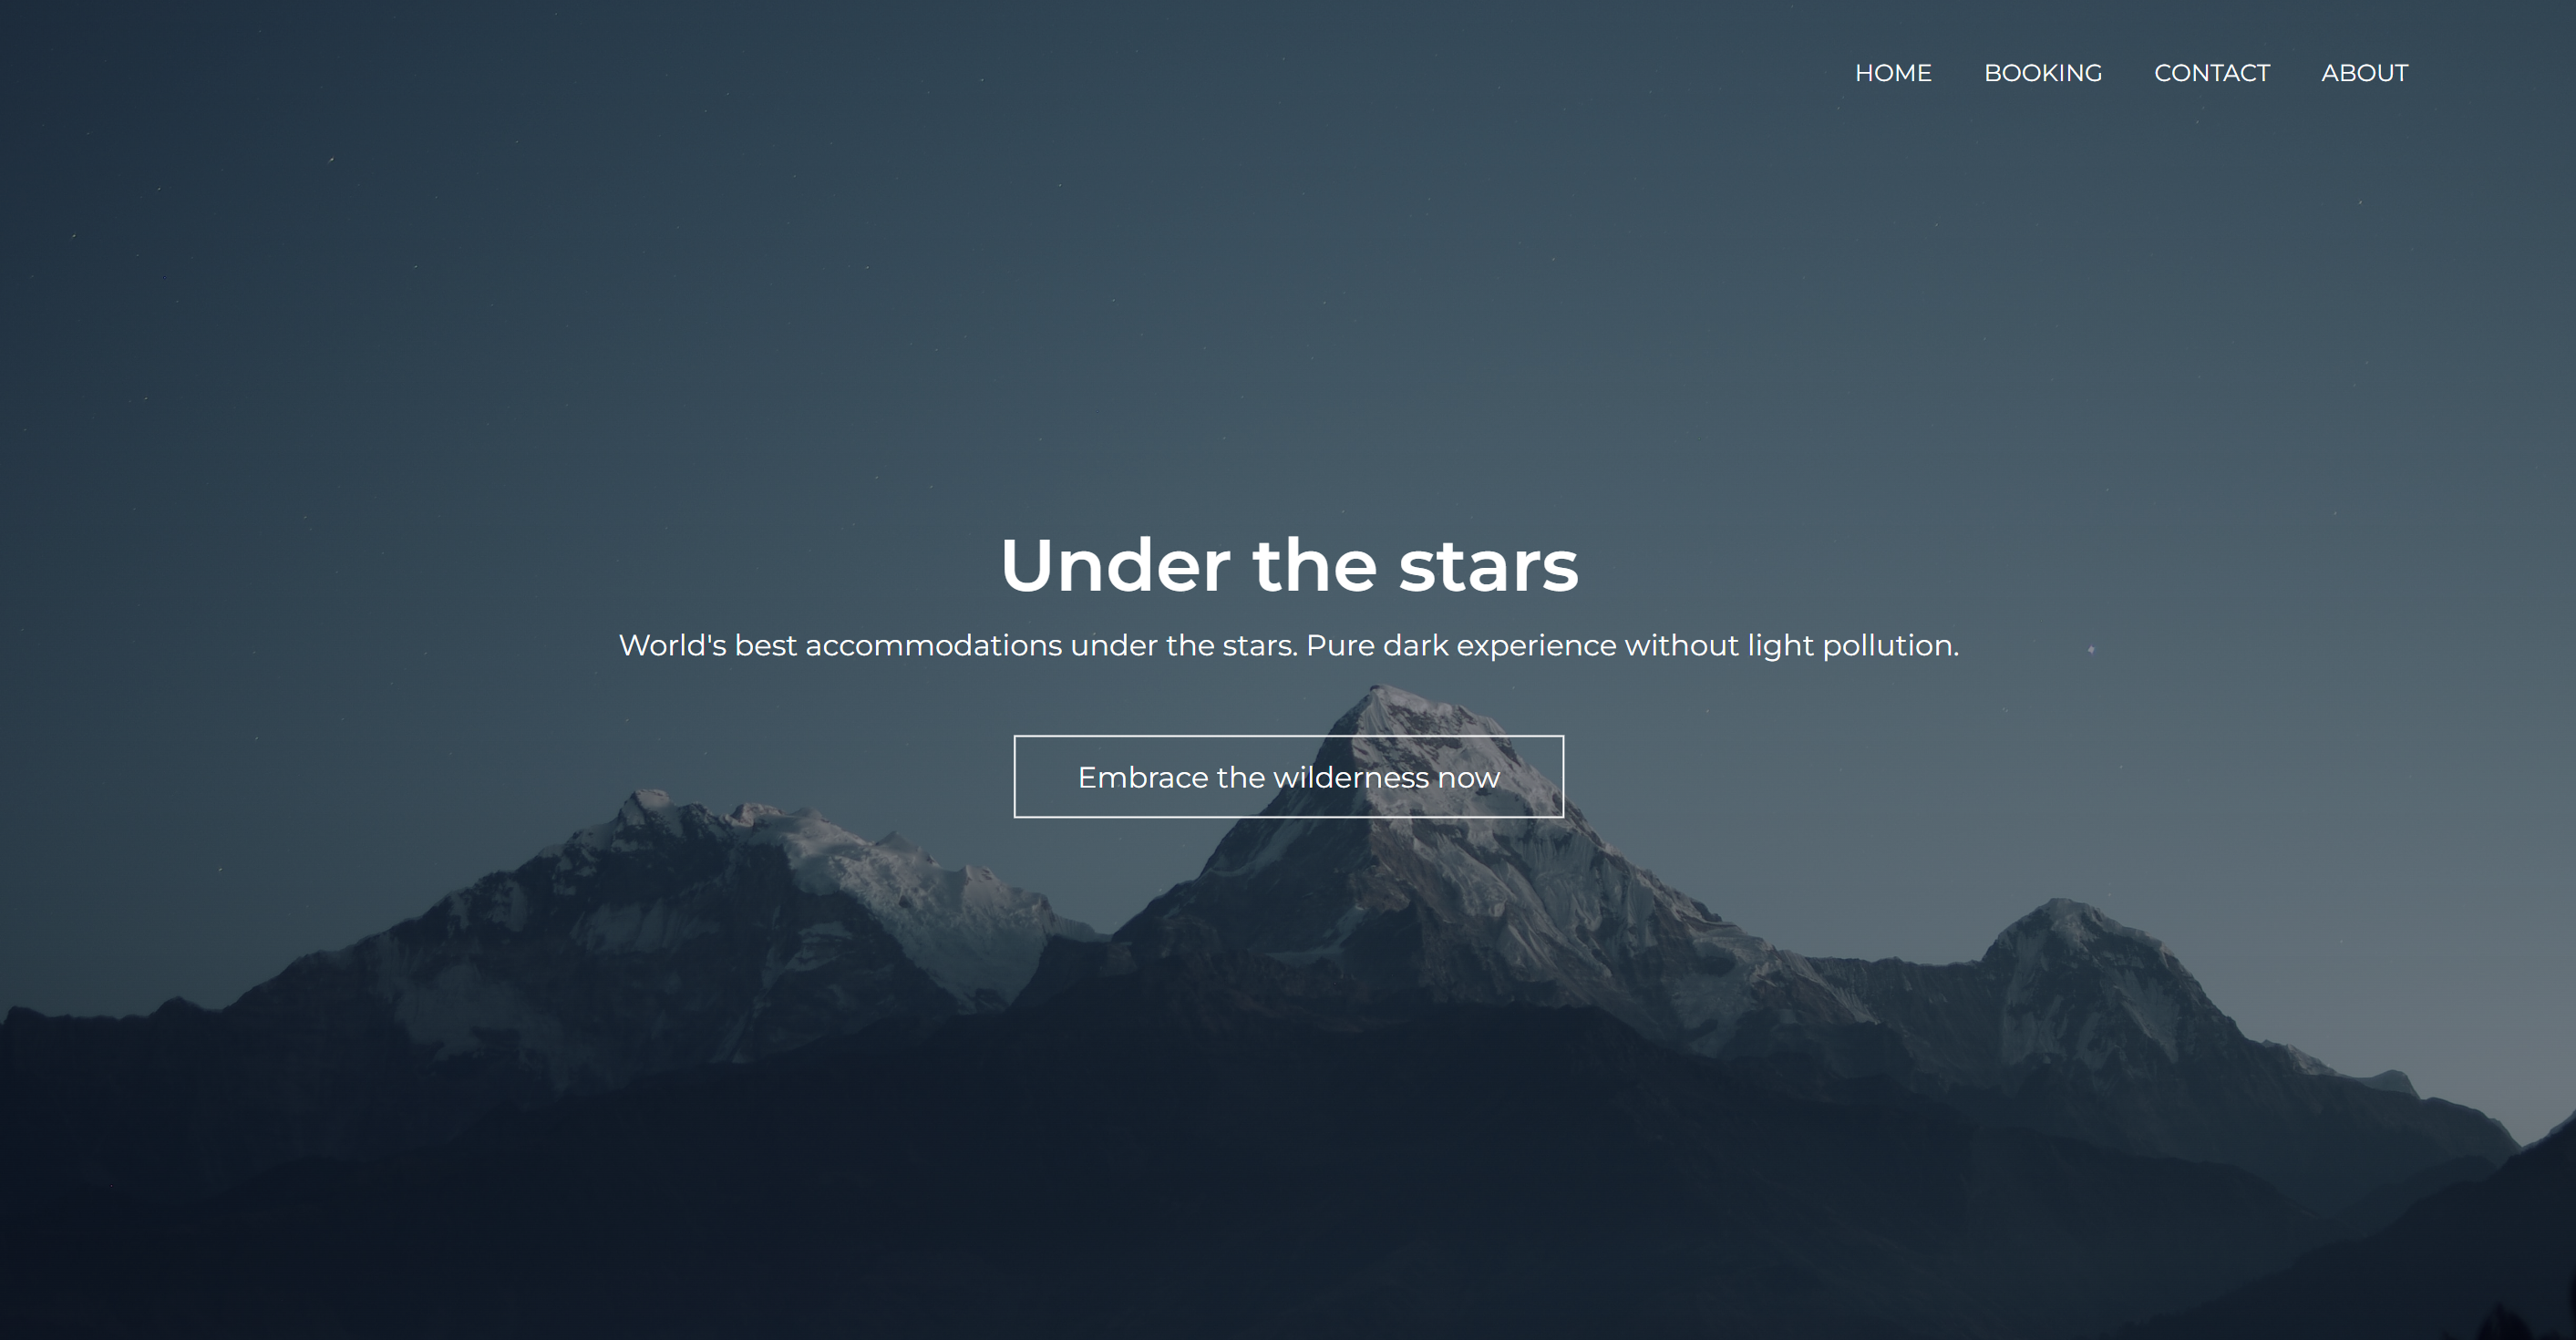 HOME BOOKING CONTACT ABOUT
Under the stars
World's best accommodations under the stars. Pure dark experience without light pollution.
Embrace the wilderness now